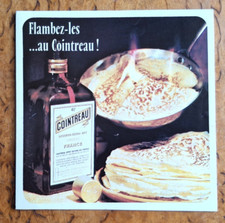 Flambez-les
...au Cointreau !
COINTREAU
FRANCE